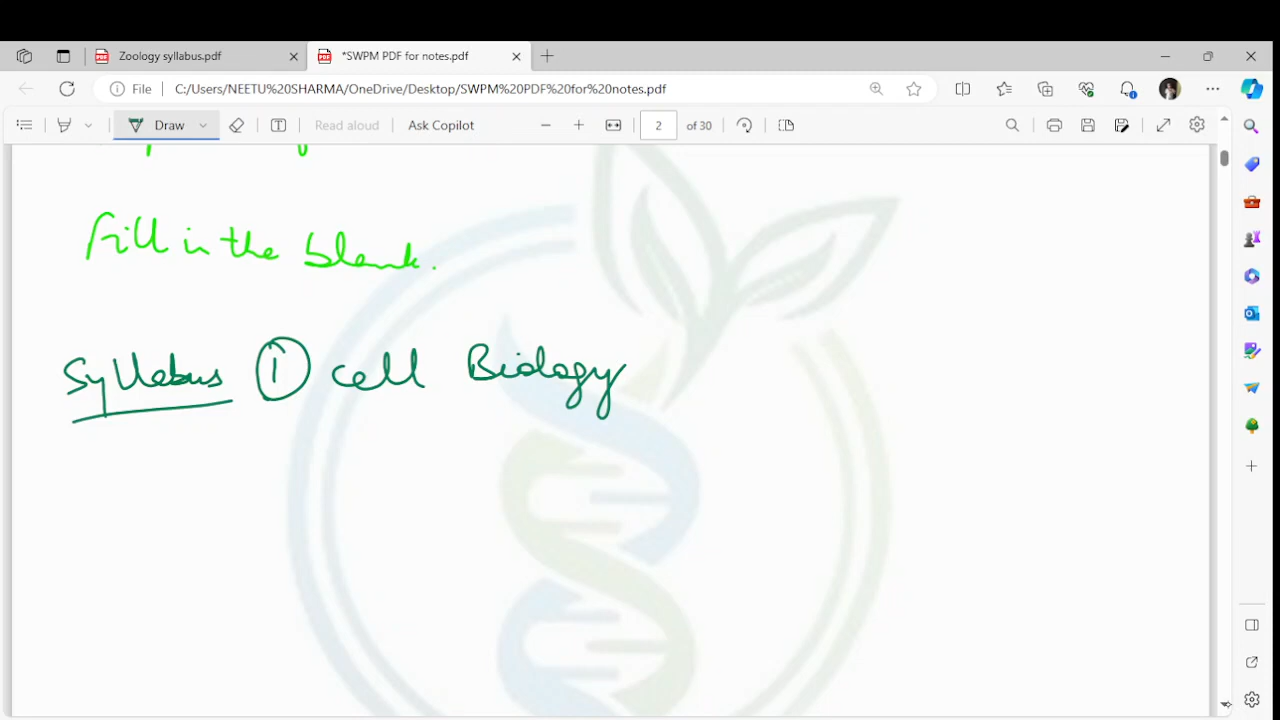 Zoology syllabus.pdf
*SWPM PDF for notes.pdf
File C:/Users/NEETU%20SHARMA/OneDrive/Desktop/SWPM%20PDF%20for%20notes.pdf
Draw Read aloud Ask Copilot 2 of 30
Fill in the blank.
Syllabus ① cell Biology